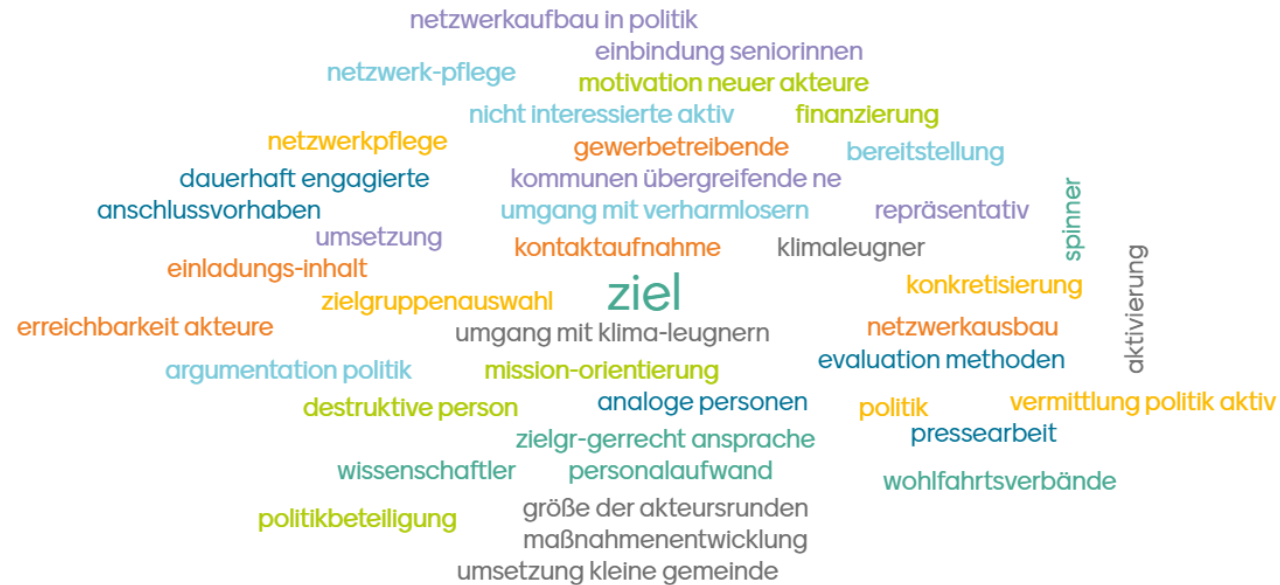 netzwerkaufbau in politik
einbindung seniorinnen
netzwerk-pflege
motivation neuer akteure
nicht interessierte aktiv
finanzierung
netzwerkpflege
gewerbetreibende
bereitstellung
dauerhaft engagierte
kommunen übergreifende ne
spinner
anschlussvorhaben
umgang mit verharmlosern
repräsentativ
umsetzung
kontaktaufnahme
klimaleugner
aktivierung
einladungs-inhalt
zielgruppenauswahl
ziel
konkretisierung
erreichbarkeit akteure
umgang mit klima-leugnern
netzwerkausbau
argumentation politik
mission-orientierung
evaluation methoden
destruktive person
analoge personen
politik
vermittlung politik aktiv
zielgr-gerrecht ansprache
pressearbeit
wissenschaftler
personalaufwand
wohlfahrtsverbände
politikbeteiligung
größe der akteursrunden
maßnahmenentwicklung
umsetzung kleine gemeinde